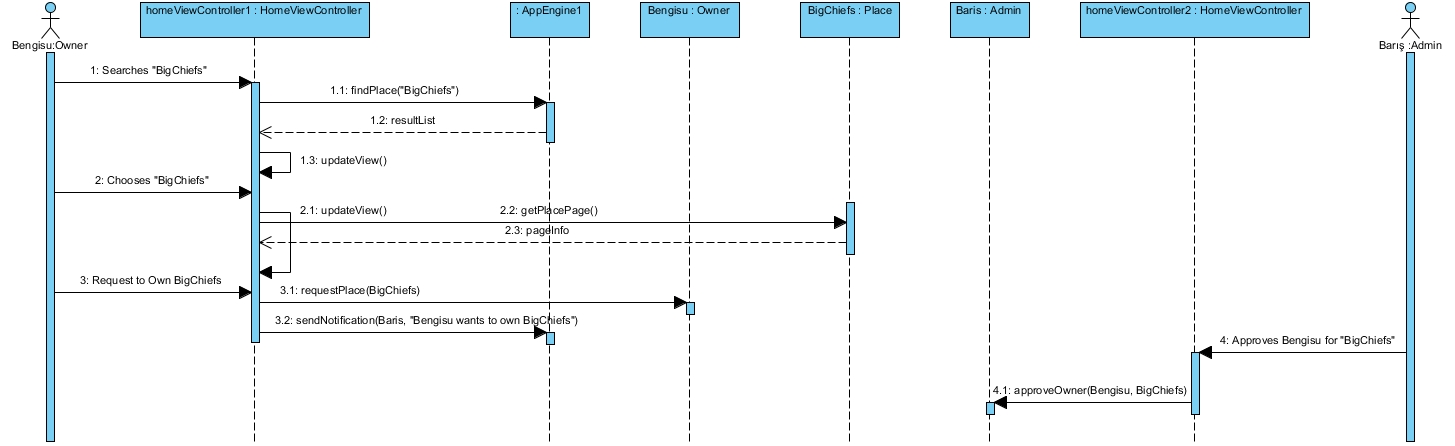 homeViewController1 : HomeViewController
: AppEngine1
Bengisu : Owner
BigChiefs : Place
Baris : Admin
homeViewController2 : HomeViewController
Bengisu:Owner
Barış :Admin
1: Searches "BigChiefs"
1.1: findPlace("BigChiefs")
1.2: resultList
1.3: updateView()
2: Chooses "BigChiefs"
2.1: updateView()
2.2: getPlacePage()
2.3: pageInfo
3: Request to Own BigChiefs
3.1: requestPlace(BigChiefs)
3.2: sendNotification(Baris, "Bengisu wants to own BigChiefs")
4: Approves Bengisu for "BigChiefs"
4.1: approveOwner(Bengisu, BigChiefs)